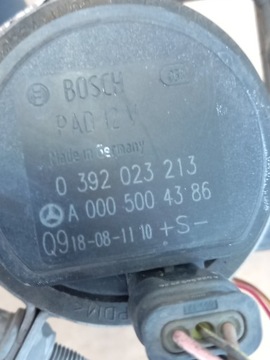 BOSCH
PAD 12V
Made in Germany
0 392 023 213
A 000 500 43 86
Q9 18-08-11 10 +S-